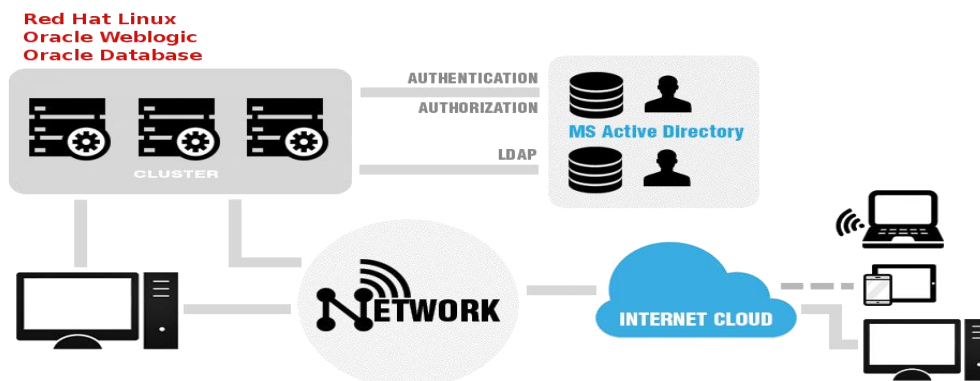 Red Hat Linux
Oracle Weblogic
Oracle Database
CLUSTER
AUTHENTICATION
AUTHORIZATION
LDAP
MS Active Directory
NETWORK
INTERNET CLOUD